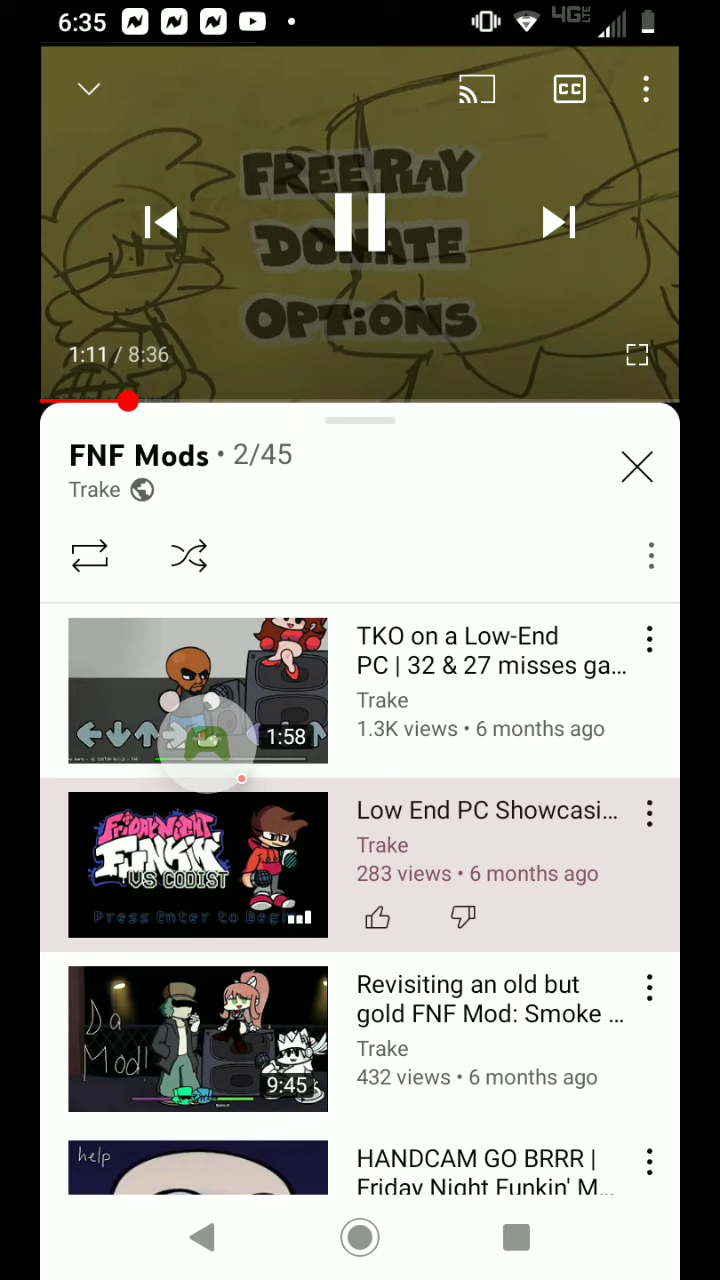 6:35
4G LTE
CC
FREEPLAY
DONATE
OPTIONS
1:11 / 8:36
FNF Mods • 2/45
Trake
TKO on a Low-End
PC | 32 & 27 misses ga...
Trake
1.3K views • 6 months ago
1:58
Low End PC Showcasi...
Trake
283 views • 6 months ago
FRIDAY NIGHT
FUNKIN'
VS CODIST
Press Enter to Beg
Revisiting an old but
gold FNF Mod: Smoke ...
Trake
432 views • 6 months ago
Da
Mod!
9:45
help
HANDCAM GO BRRR |
Friday Night Funkin' M...